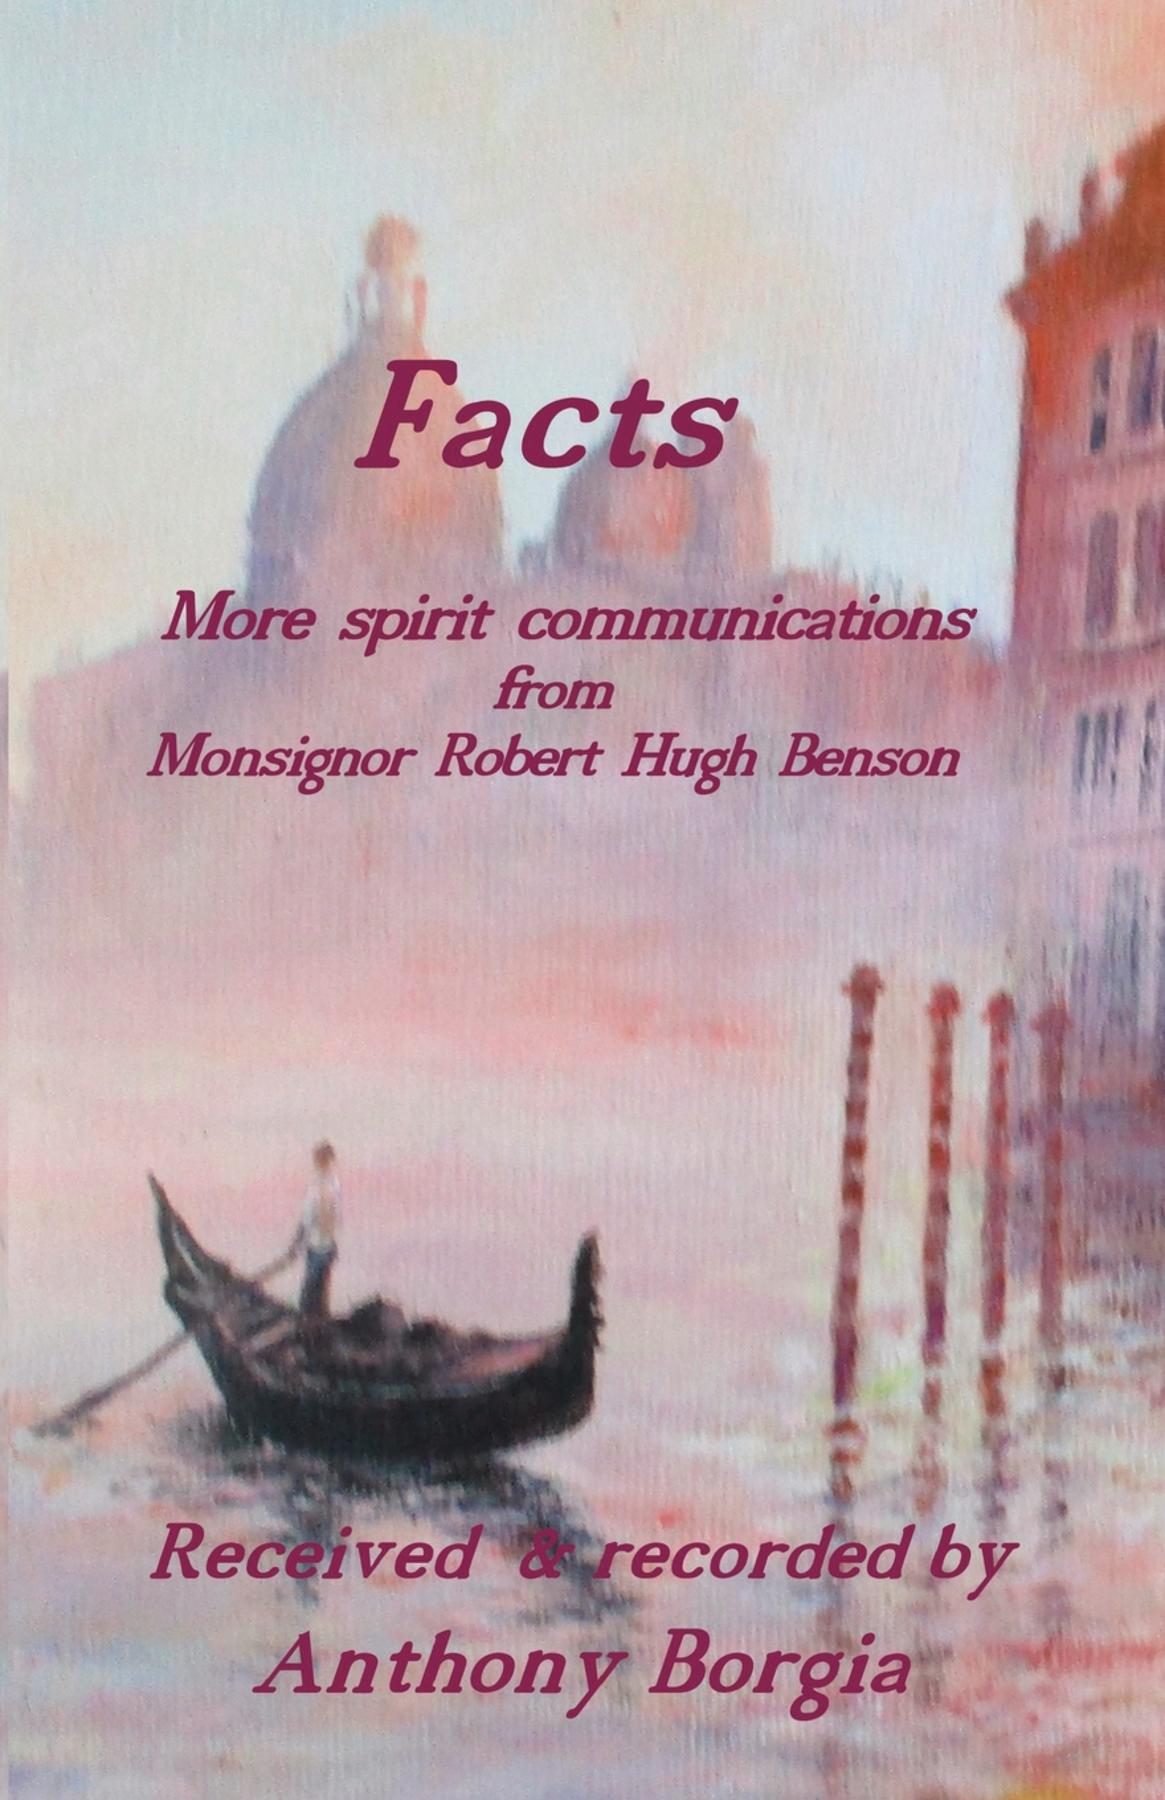 Facts
More spirit communications
from
Monsignor Robert Hugh Benson
Received & recorded by
Anthony Borgia